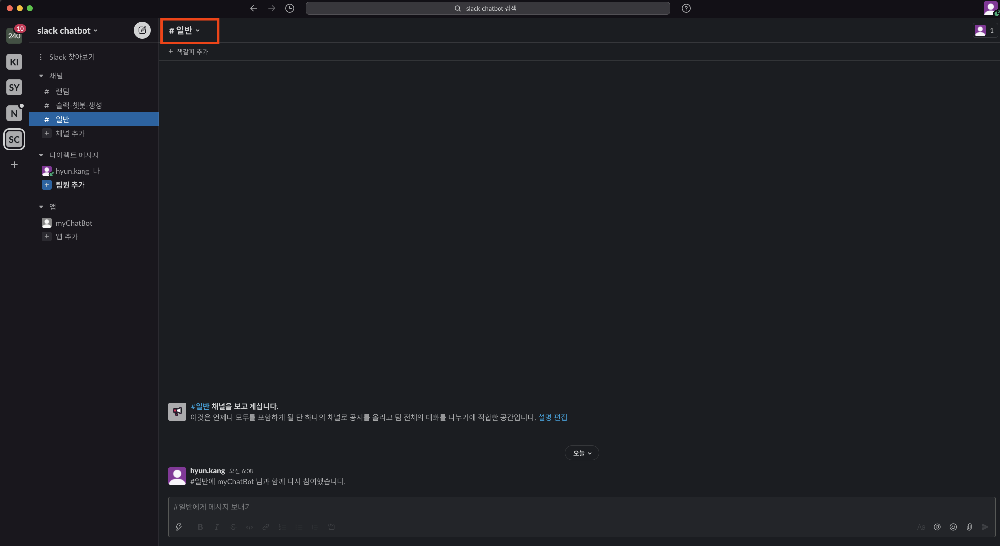 slack chatbot 검색
10
240
KI
SY
N
SC
slack chatbot
Slack 찾아보기
채널
# 랜덤
# 슬랙-챗봇-생성
# 일반
+ 채널 추가
다이렉트 메시지
hyun.kang 나
+ 팀원 추가
앱
myChatBot
+ 앱 추가
# 일반
1
+ 책갈피 추가
#일반 채널을 보고 계십니다.
이것은 언제나 모두를 포함하게 될 단 하나의 채널로 공지를 올리고 팀 전체의 대화를 나누기에 적합한 공간입니다. 설명 편집
오늘
hyun.kang 오전 6:08
#일반에 myChatBot 님과 함께 다시 참여했습니다.
#일반에게 메시지 보내기
B I S </> Aa @